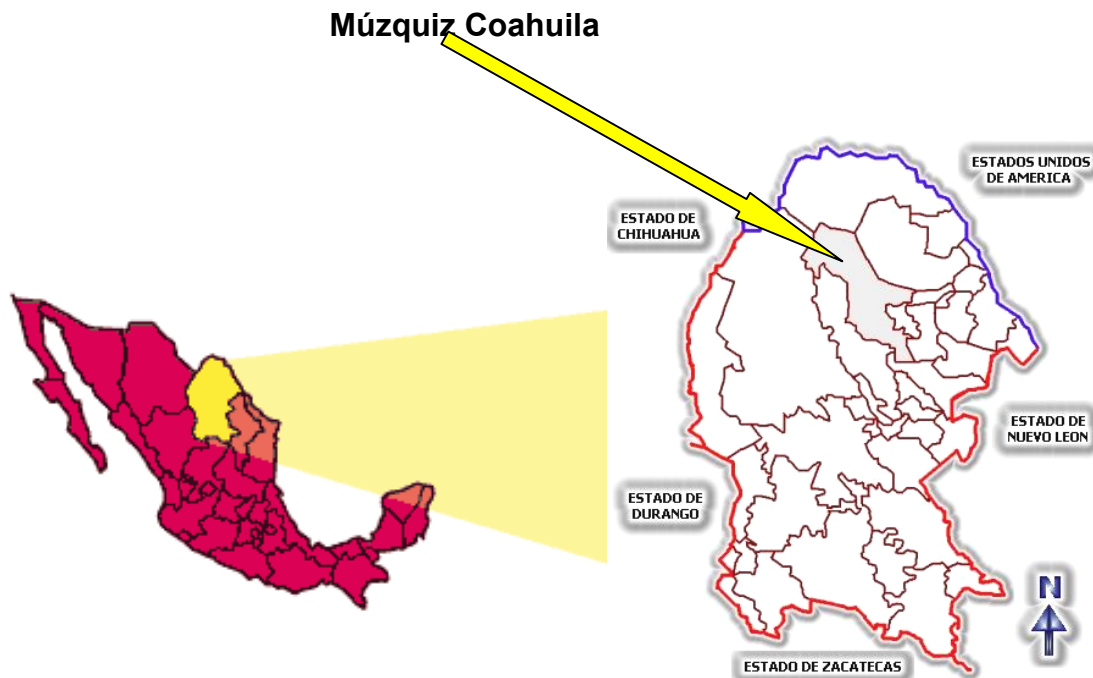 Múzquiz Coahuila
ESTADOS UNIDOS
DE AMERICA
ESTADO DE
CHIHUAHUA
ESTADO DE
NUEVO LEON
ESTADO DE
DURANGO
N
ESTADO DE ZACATECAS